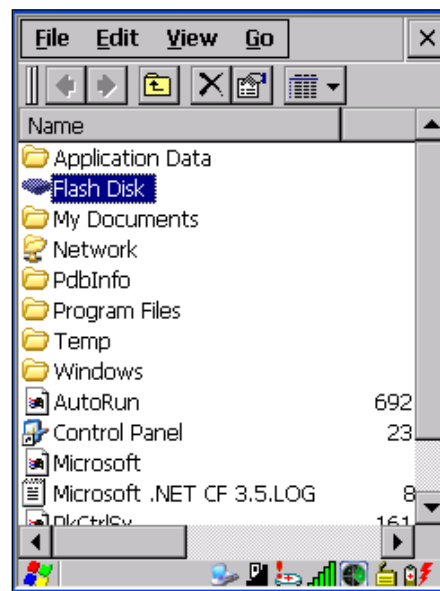 File Edit View Go
Name
Application Data
Flash Disk
My Documents
Network
PdbInfo
Program Files
Temp
Windows
AutoRun 692
Control Panel 23
Microsoft
Microsoft .NET CF 3.5.LOG 8
161